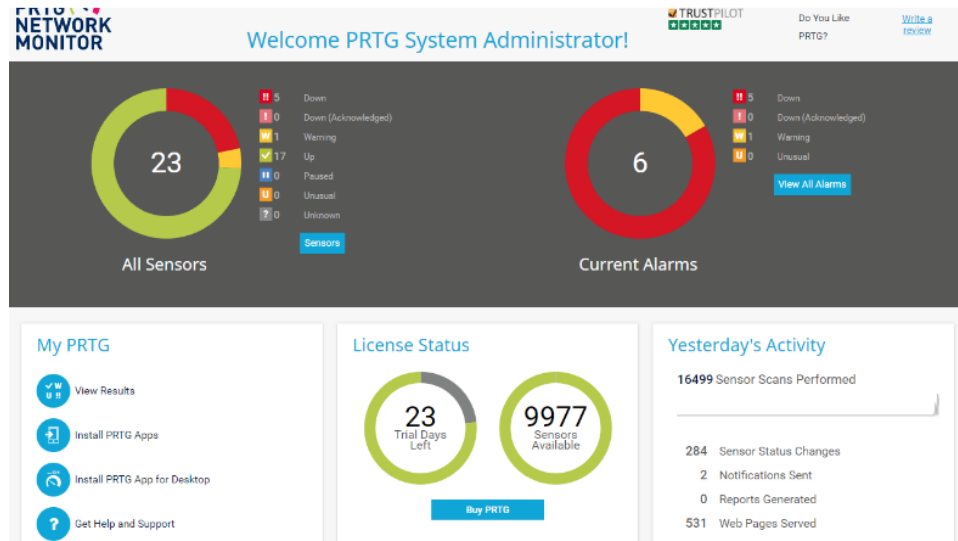 PRTG
NETWORK
MONITOR
Welcome PRTG System Administrator!
TRUSTPILOT
Do You Like
PRTG?
Write a
review
23
All Sensors
!! 5 Down
! 0 Down (Acknowledged)
W 1 Warning
17 Up
II 0 Paused
U 0 Unusual
? 0 Unknown
Sensors
6
Current Alarms
!! 5 Down
! 0 Down (Acknowledged)
W 1 Warning
U 0 Unusual
View All Alarms
My PRTG
View Results
Install PRTG Apps
Install PRTG App for Desktop
? Get Help and Support
License Status
23
Trial Days
Left
9977
Sensors
Available
Buy PRTG
Yesterday's Activity
16499 Sensor Scans Performed
284 Sensor Status Changes
2 Notifications Sent
0 Reports Generated
531 Web Pages Served